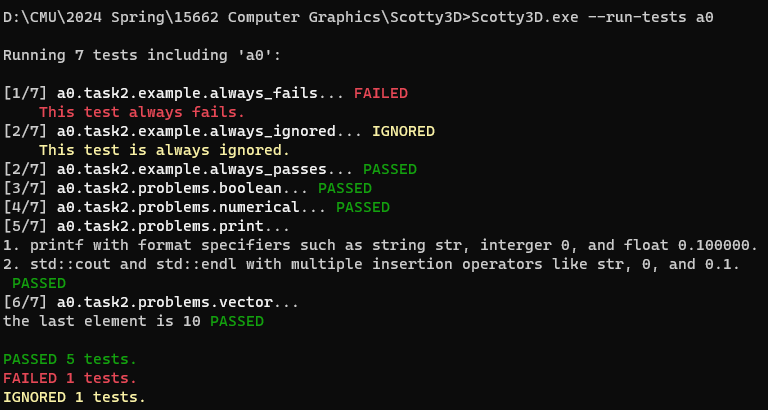 D:\CMU\2024 Spring\15662 Computer Graphics\Scotty3D>Scotty3D.exe --run-tests a0
Running 7 tests including 'a0':
[1/7] a0.task2.example.always_fails... FAILED
This test always fails.
[2/7] a0.task2.example.always_ignored... IGNORED
This test is always ignored.
[2/7] a0.task2.example.always_passes... PASSED
[3/7] a0.task2.problems.boolean... PASSED
[4/7] a0.task2.problems.numerical... PASSED
[5/7] a0.task2.problems.print...
1. printf with format specifiers such as string str, interger 0, and float 0.100000.
2. std::cout and std::endl with multiple insertion operators like str, 0, and 0.1.
PASSED
[6/7] a0.task2.problems.vector...
the last element is 10 PASSED
PASSED 5 tests.
FAILED 1 tests.
IGNORED 1 tests.